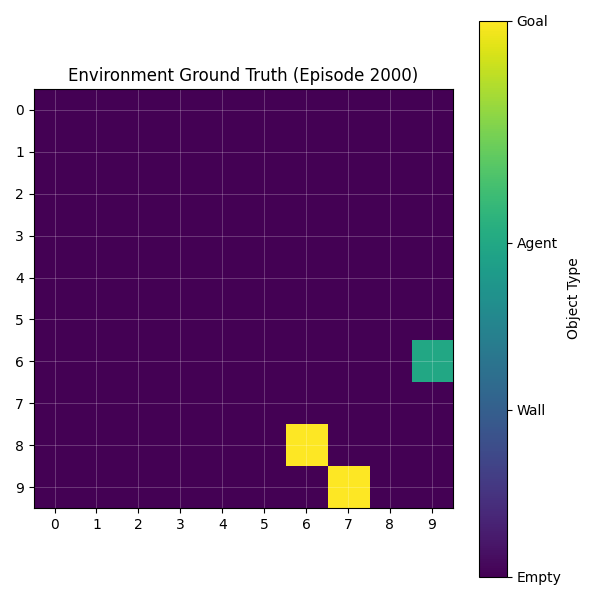 Environment Ground Truth (Episode 2000)
0
1
2
3
4
5
6
7
8
9
0 1 2 3 4 5 6 7 8 9
Goal
Agent
Wall
Empty
Object Type